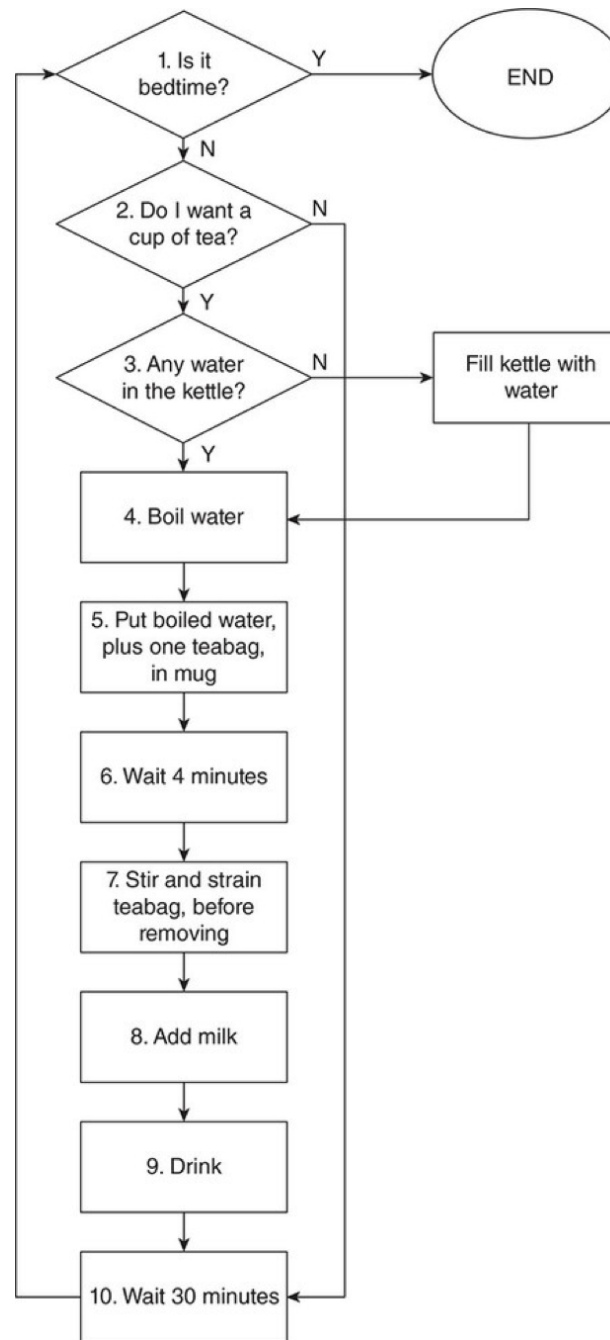 1. Is it
bedtime?
Y
END
N
2. Do I want a
cup of tea?
N
Y
3. Any water
in the kettle?
N
Fill kettle with
water
Y
4. Boil water
5. Put boiled water,
plus one teabag,
in mug
6. Wait 4 minutes
7. Stir and strain
teabag, before
removing
8. Add milk
9. Drink
10. Wait 30 minutes